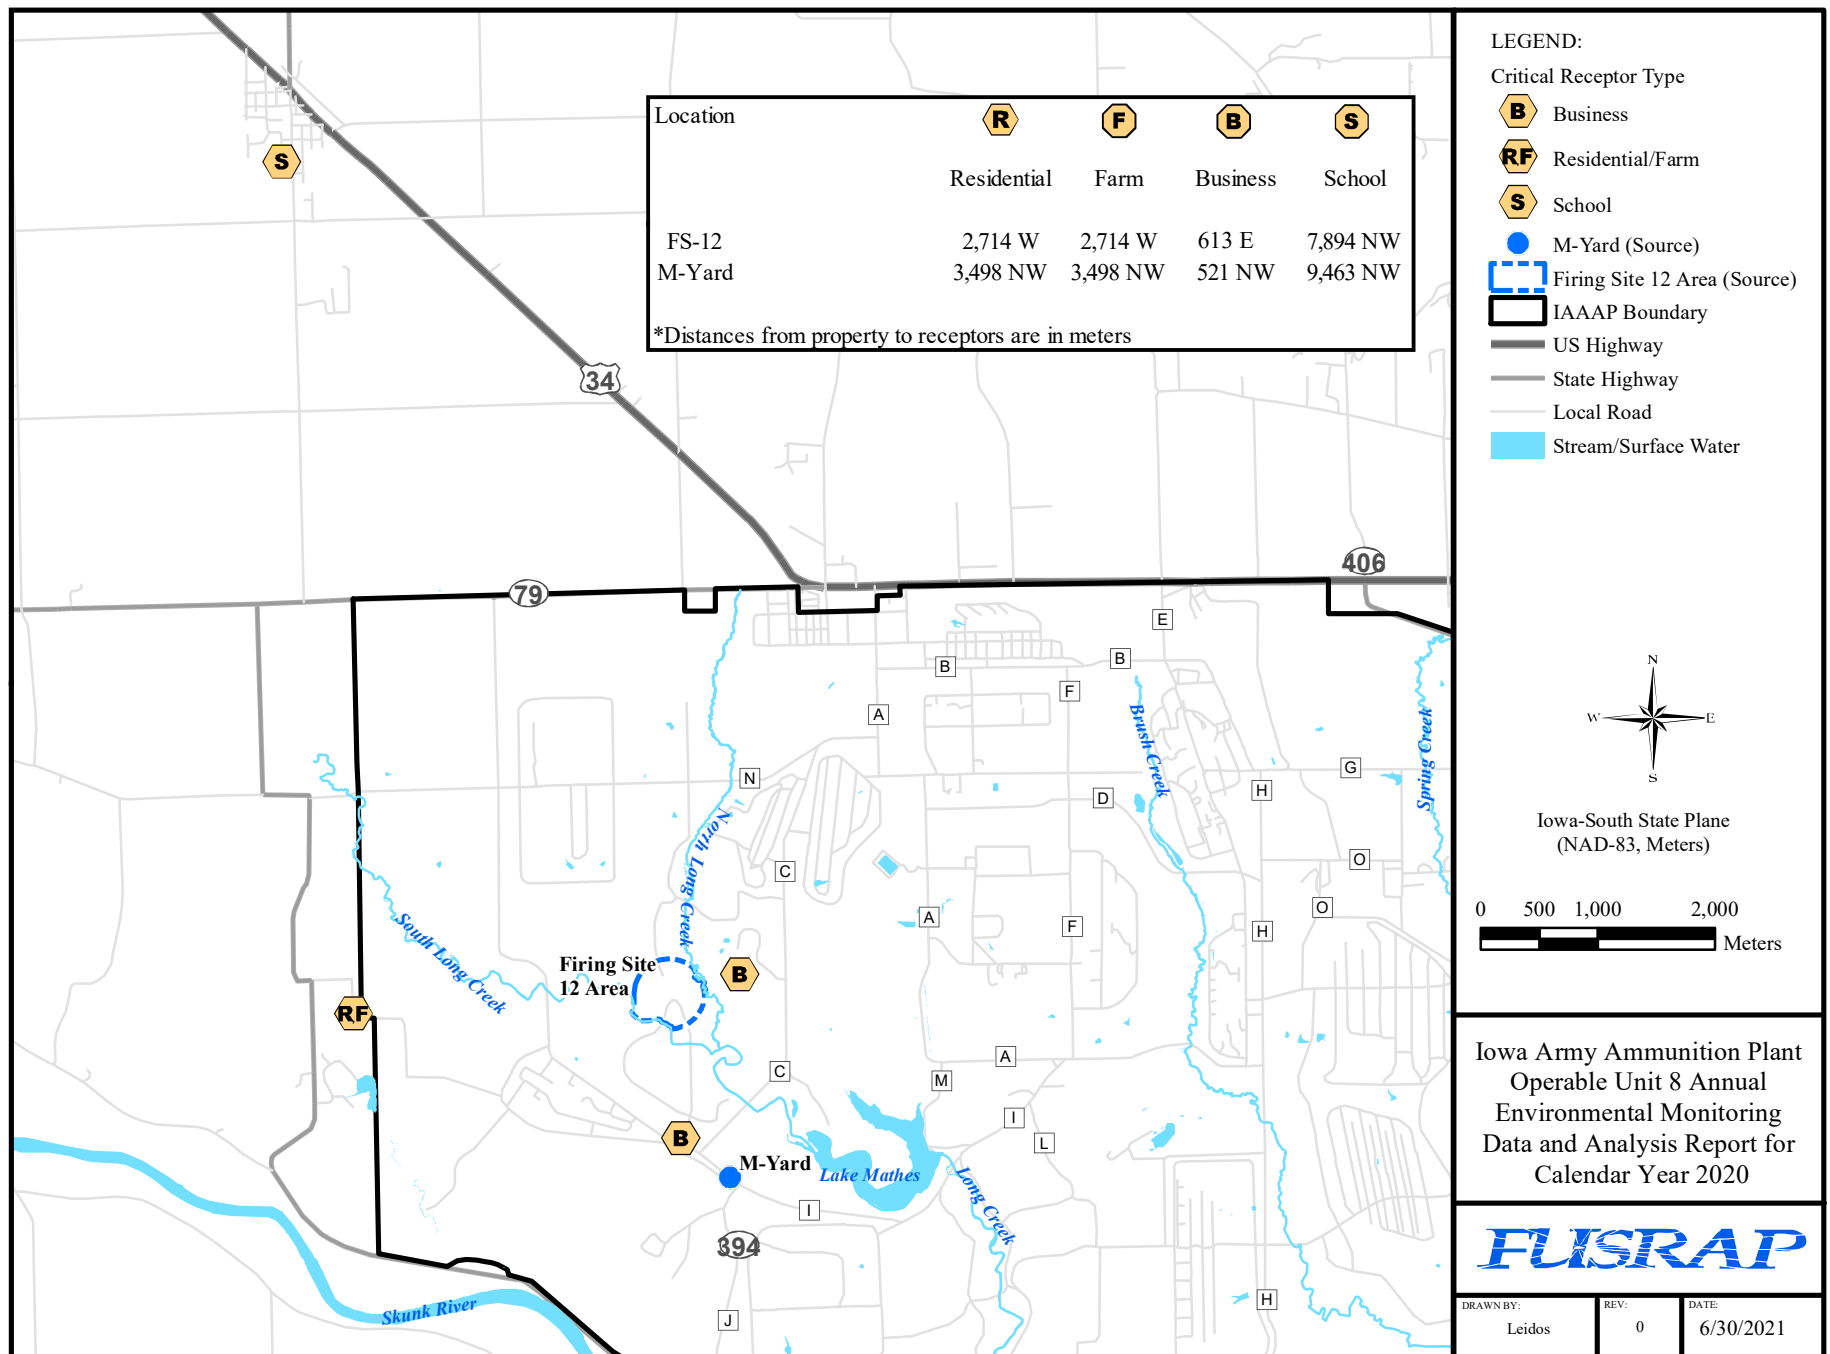 S
Location
R
F
B
S
Residential
Farm
Business
School
FS-12
2,714 W
2,714 W
613 E
7,894 NW
M-Yard
3,498 NW
3,498 NW
521 NW
9,463 NW
*Distances from property to receptors are in meters
34
406
79
E
B
B
F
A
N
G
H
D
Brush Creek
Spring Creek
North Long Creek
C
O
O
A
F
H
South Long Creek
Firing Site
12 Area
B
RF
A
C
M
I
L
B
M-Yard
Lake Mathes
Long Creek
I
394
H
J
Skunk River
LEGEND:
Critical Receptor Type
B
Business
RF
Residential/Farm
S
School
M-Yard (Source)
Firing Site 12 Area (Source)
IAAAP Boundary
US Highway
State Highway
Local Road
Stream/Surface Water
N
W
E
S
Iowa-South State Plane
(NAD-83, Meters)
0 500 1,000 2,000
Meters
Iowa Army Ammunition Plant
Operable Unit 8 Annual
Environmental Monitoring
Data and Analysis Report for
Calendar Year 2020
FUSRAP
DRAWN BY:
Leidos
REV:
0
DATE:
6/30/2021